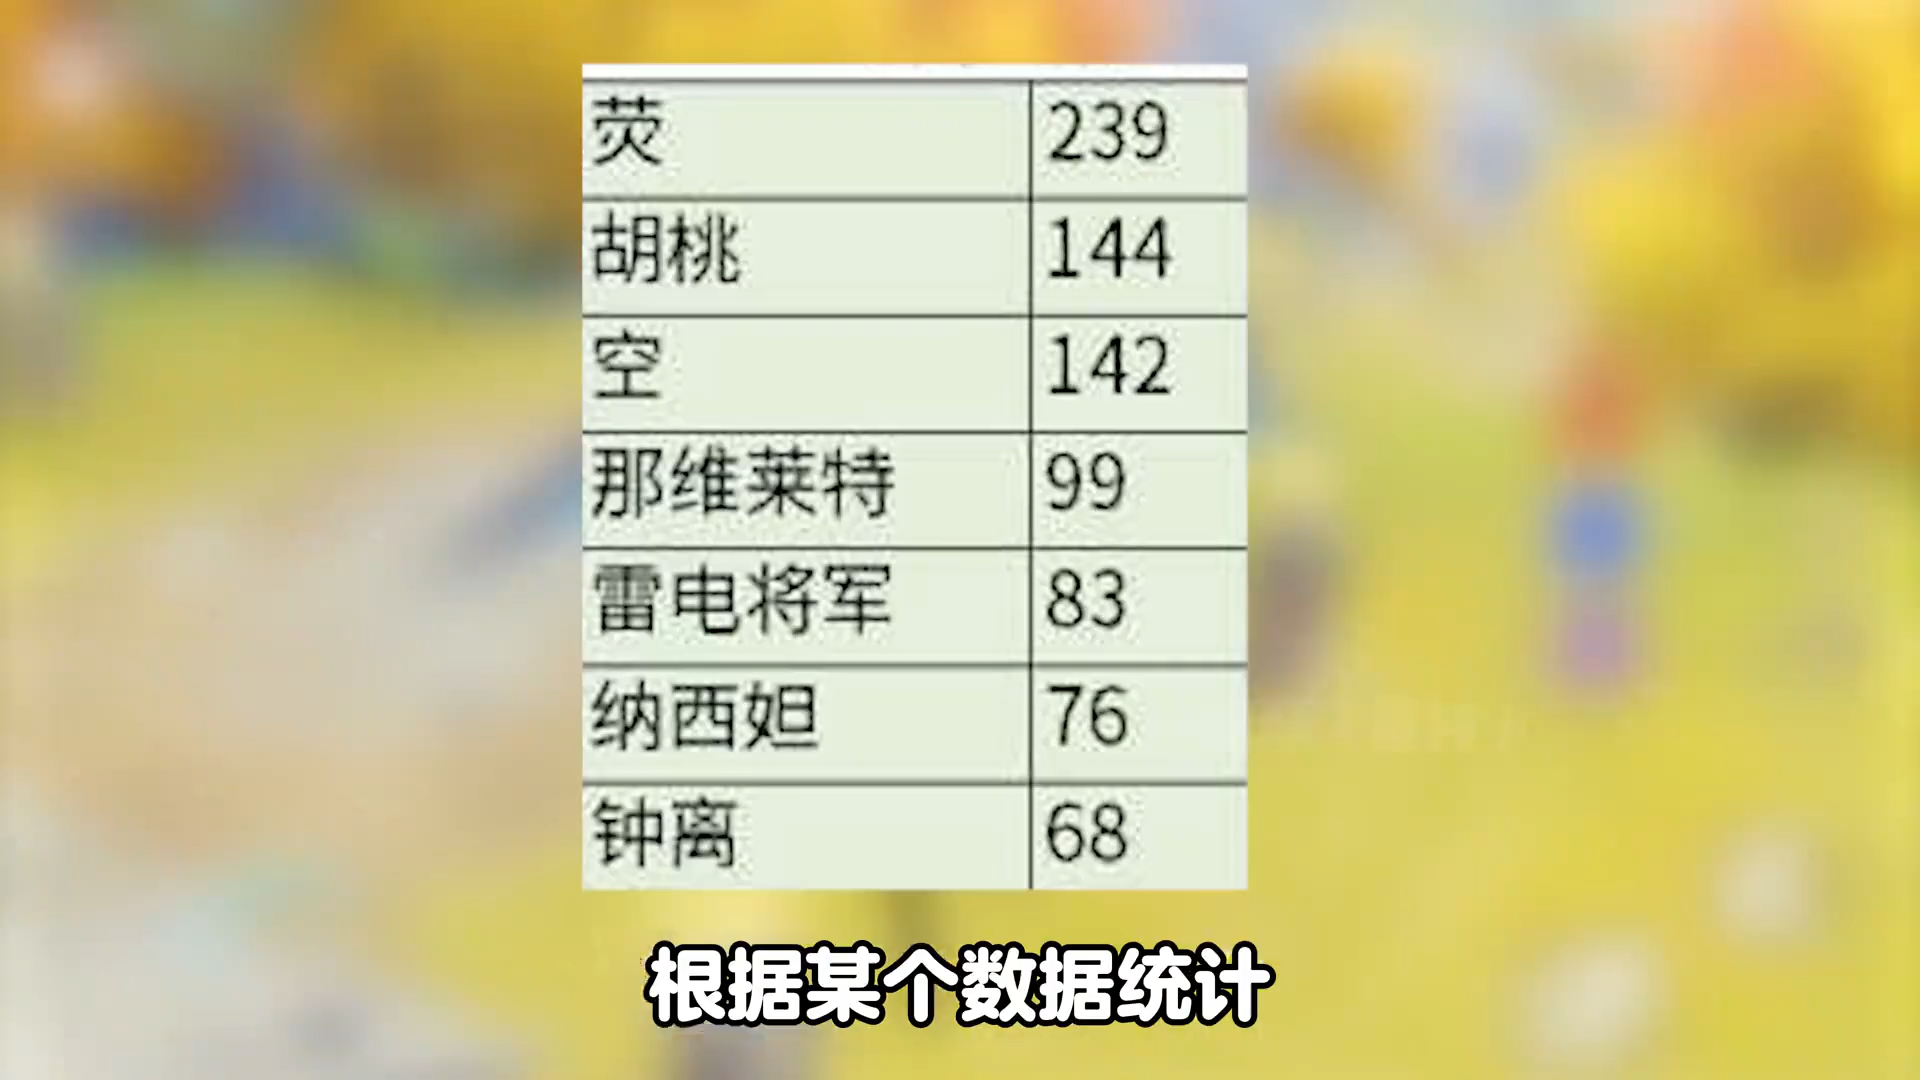 荧 239
胡桃 144
空 142
那维莱特 99
雷电将军 83
纳西妲 76
钟离 68
根据某个数据统计